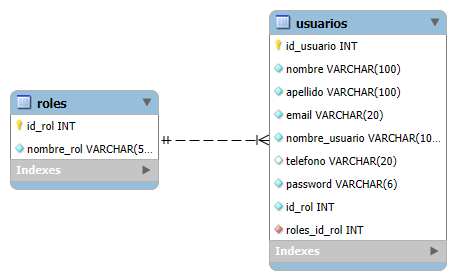 roles
id_rol INT
nombre_rol VARCHAR(5...
Indexes
usuarios
id_usuario INT
nombre VARCHAR(100)
apellido VARCHAR(100)
email VARCHAR(20)
nombre_usuario VARCHAR(10...
telefono VARCHAR(20)
password VARCHAR(6)
id_rol INT
roles_id_rol INT
Indexes